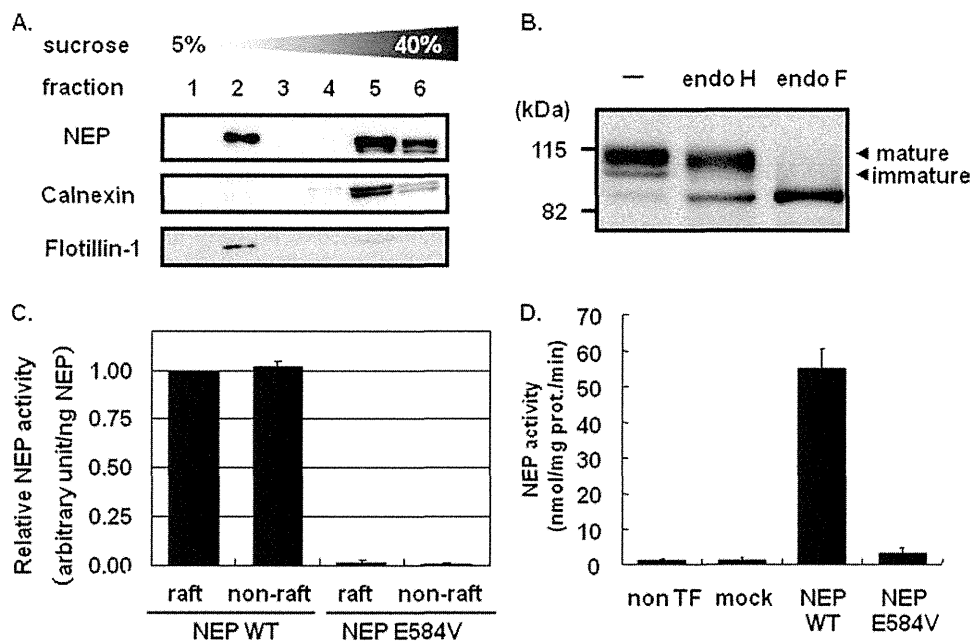 A.
sucrose 5% 40%
fraction 1 2 3 4 5 6
NEP
Calnexin
Flotillin-1
B.
– endo H endo F
(kDa)
115
82
mature
immature
C.
Relative NEP activity
(arbitrary unit/ng NEP)
1.00
0.75
0.50
0.25
0.00
raft non-raft raft non-raft
NEP WT NEP E584V
D.
NEP activity
(nmol/mg prot./min)
70
60
50
40
30
20
10
0
non TF mock NEP WT NEP E584V